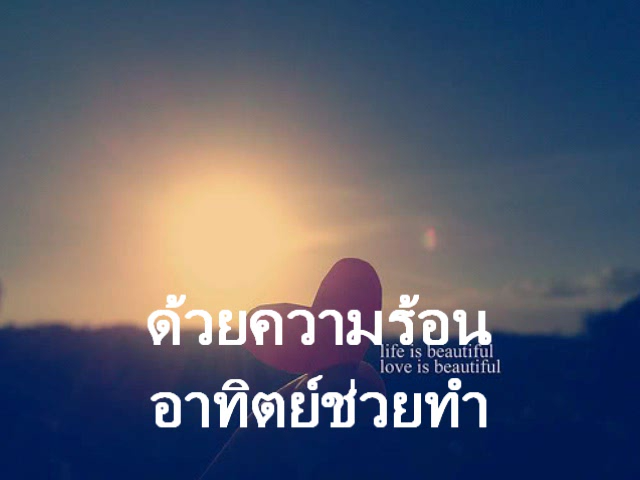 ด้วยความร้อน
life is beautiful
love is beautiful
อาทิตย์ช่วยทำ